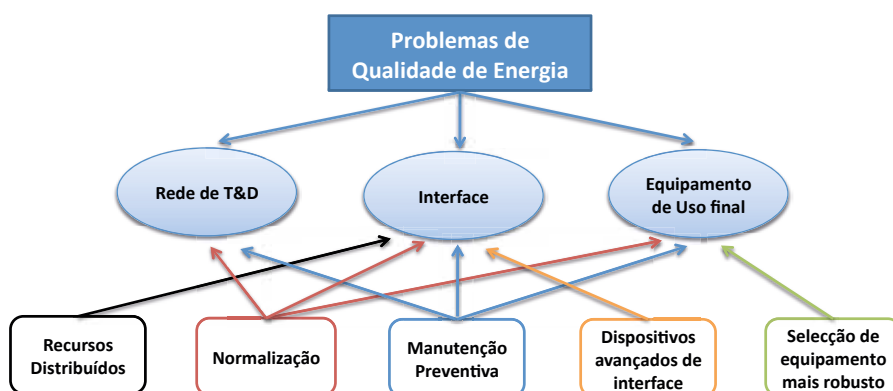 Problemas de
Qualidade de Energia
Rede de T&D
Interface
Equipamento
de Uso final
Recursos
Distribuídos
Normalização
Manutenção
Preventiva
Dispositivos
avançados de
interface
Selecção de
equipamento
mais robusto